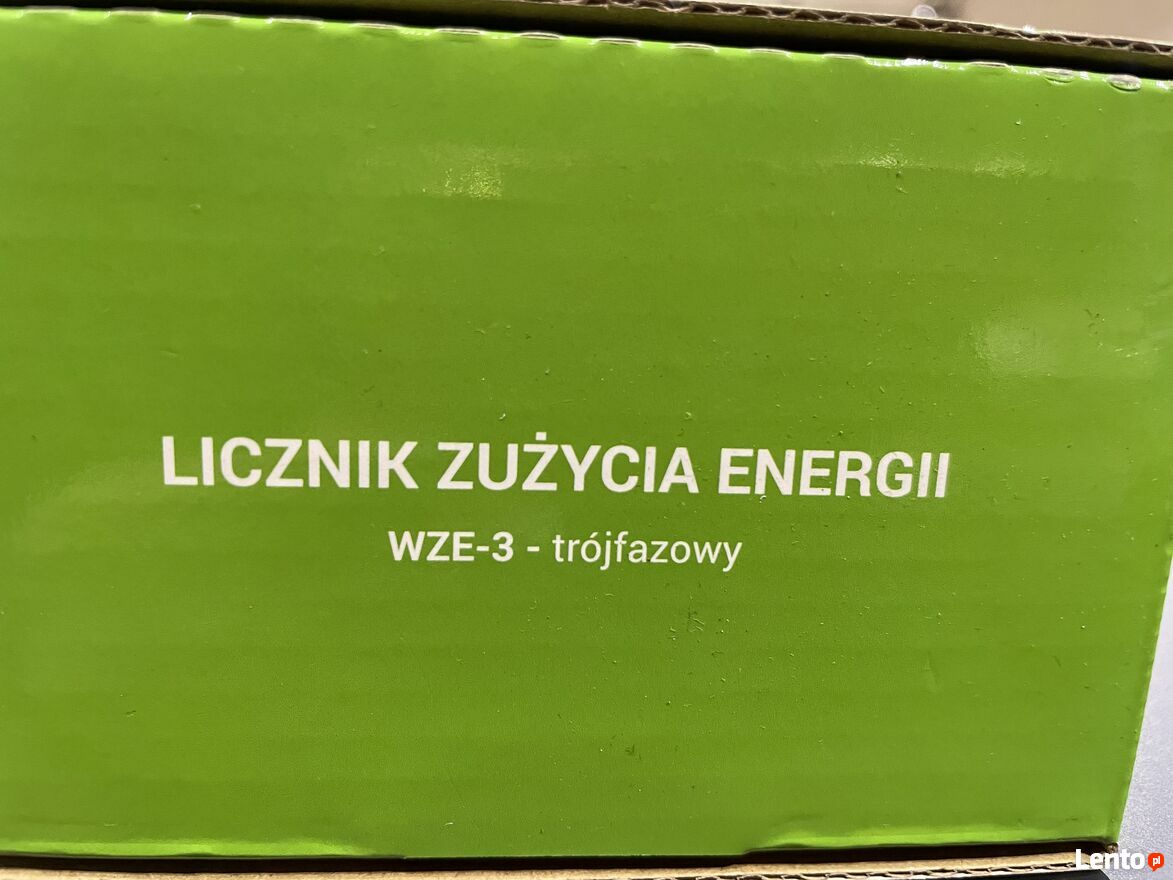 LICZNIK ZUŻYCIA ENERGII
WZE-3 - trójfazowy
Lento pl